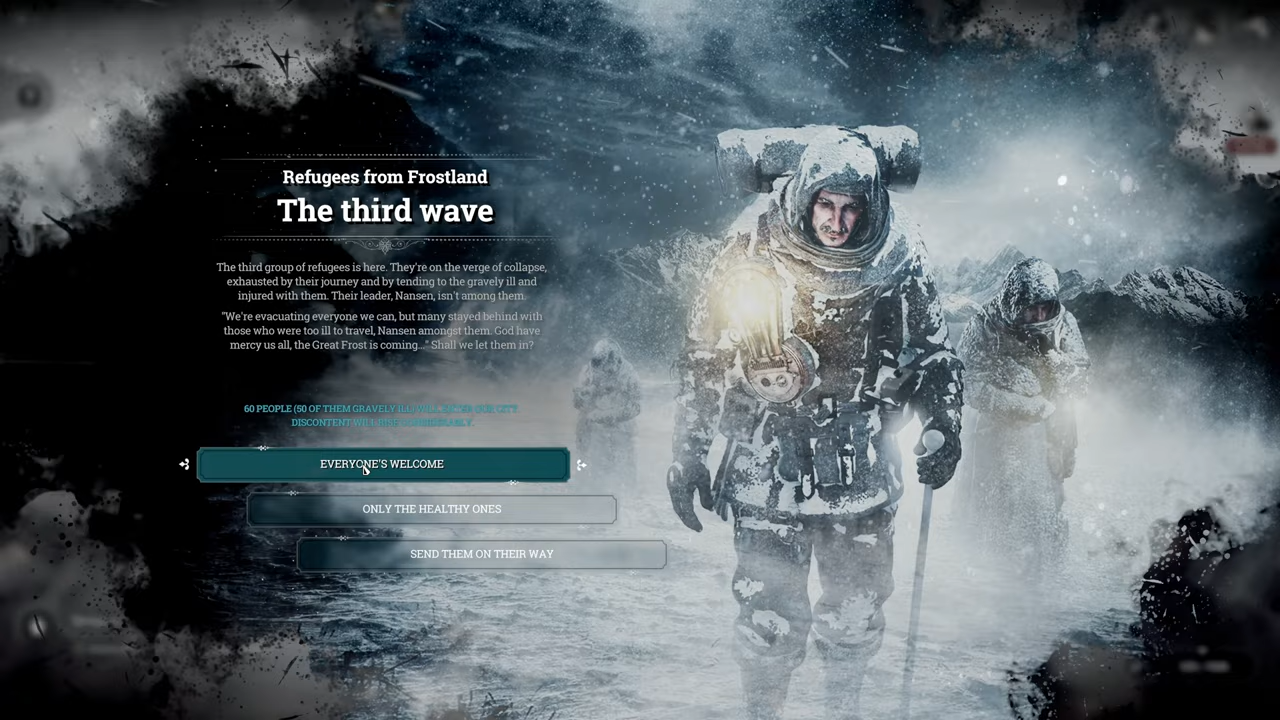 Refugees from Frostland
The third wave
The third group of refugees is here. They're on the verge of collapse,
exhausted by their journey and by tending to the gravely ill and
injured with them. Their leader, Nansen, isn't among them.
"We're evacuating everyone we can, but many stayed behind with
those who were too ill to travel, Nansen amongst them. God have
mercy us all, the Great Frost is coming..." Shall we let them in?
60 PEOPLE (50 OF THEM GRAVELY ILL) WILL ENTER OUR CITY.
DISCONTENT WILL RISE CONSIDERABLY.
EVERYONE'S WELCOME
ONLY THE HEALTHY ONES
SEND THEM ON THEIR WAY